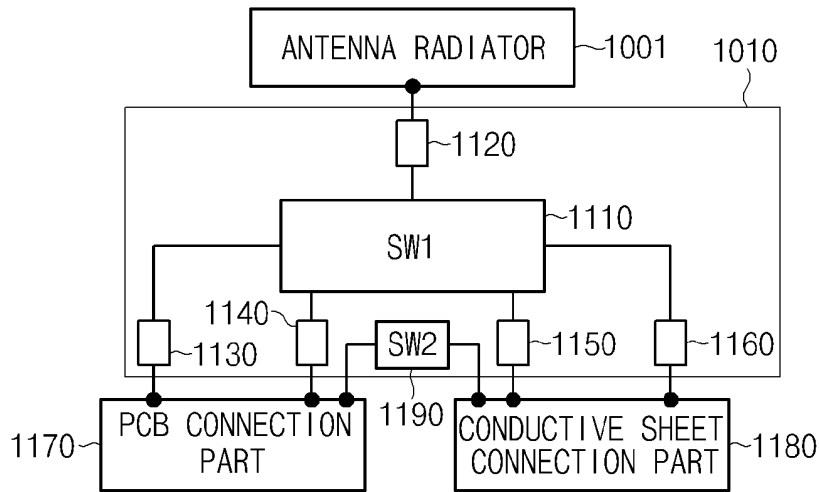 ANTENNA RADIATOR
1001
1010
1120
SW1
1110
1140
1130
SW2
1190
1150
1160
1170
PCB CONNECTION
PART
CONDUCTIVE SHEET
CONNECTION PART
1180